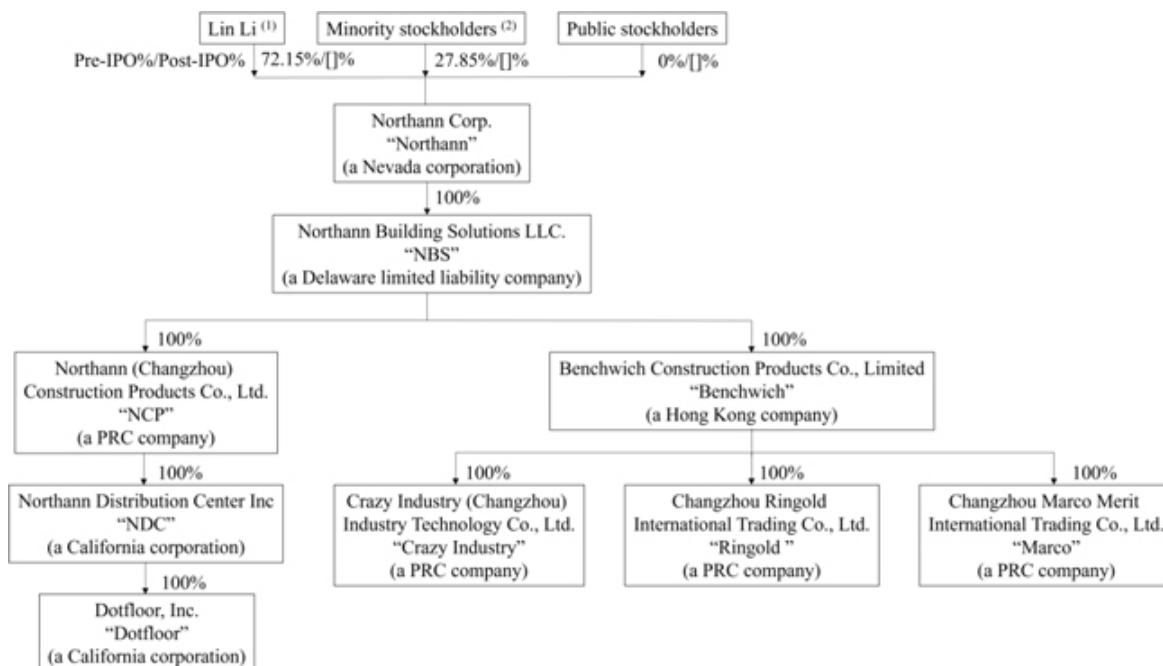 Lin Li (1)
Minority stockholders (2)
Public stockholders
Pre-IPO%/Post-IPO%
72.15%/[]%
27.85%/[]%
0%/[]%
Northann Corp.
“Northann”
(a Nevada corporation)
100%
Northann Building Solutions LLC.
“NBS”
(a Delaware limited liability company)
100%
Northann (Changzhou)
Construction Products Co., Ltd.
“NCP”
(a PRC company)
100%
Benchwich Construction Products Co., Limited
“Benchwich”
(a Hong Kong company)
100%
Northann Distribution Center Inc
“NDC”
(a California corporation)
100%
Crazy Industry (Changzhou)
Industry Technology Co., Ltd.
“Crazy Industry”
(a PRC company)
100%
Changzhou Ringold
International Trading Co., Ltd.
“Ringold ”
(a PRC company)
100%
Changzhou Marco Merit
International Trading Co., Ltd.
“Marco”
(a PRC company)
100%
Dotfloor, Inc.
“Dotfloor”
(a California corporation)